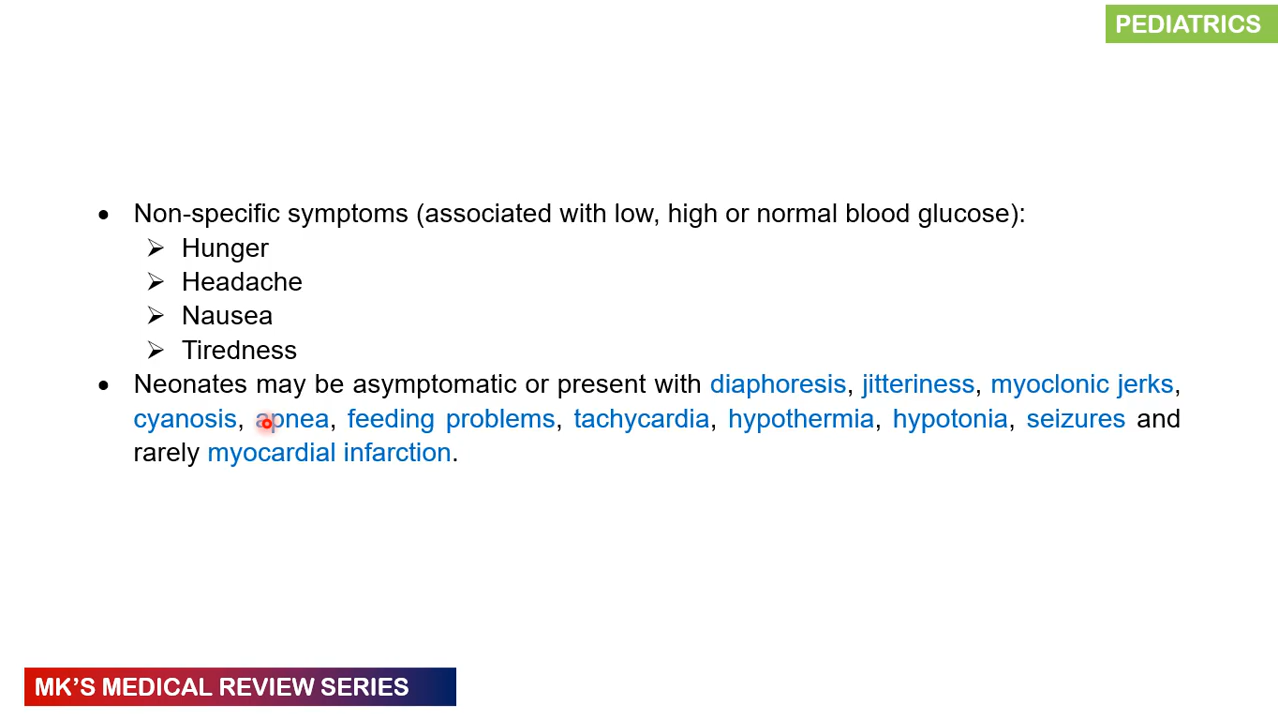 PEDIATRICS
• Non-specific symptoms (associated with low, high or normal blood glucose):
➢ Hunger
➢ Headache
➢ Nausea
➢ Tiredness
• Neonates may be asymptomatic or present with diaphoresis, jitteriness, myoclonic jerks,
cyanosis, apnea, feeding problems, tachycardia, hypothermia, hypotonia, seizures and
rarely myocardial infarction.
MK’S MEDICAL REVIEW SERIES